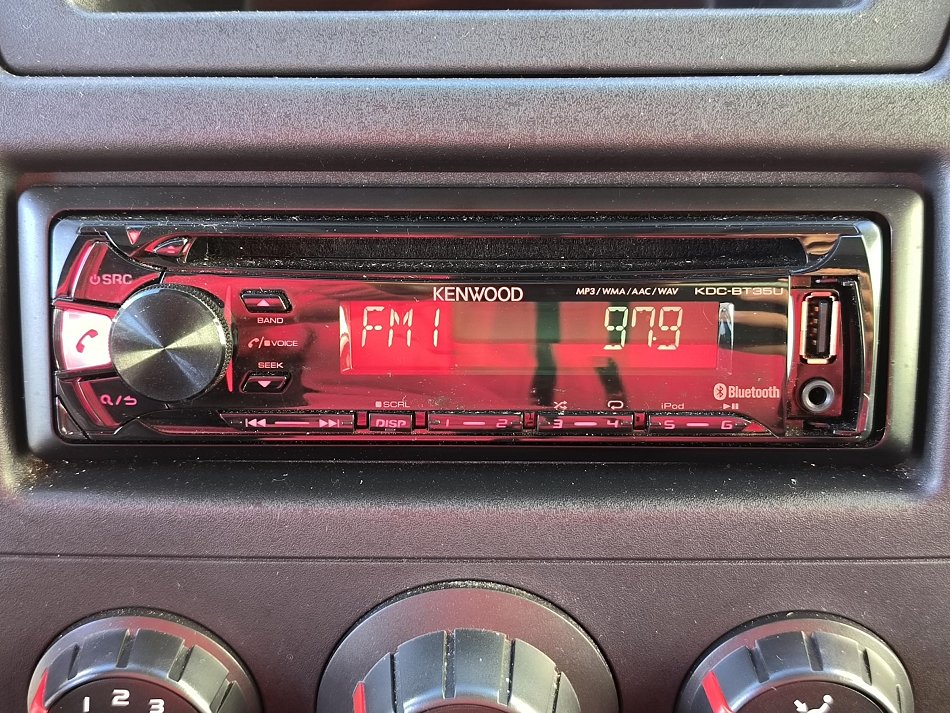 SRC
KENWOOD
MP3/WMA/AAC/WAV
KDC-BT35U
BAND
FM1
97.9
VOICE
SEEK
Bluetooth
SCRL
iPod
DISP
1
2
3
4
5
6
1 2 3